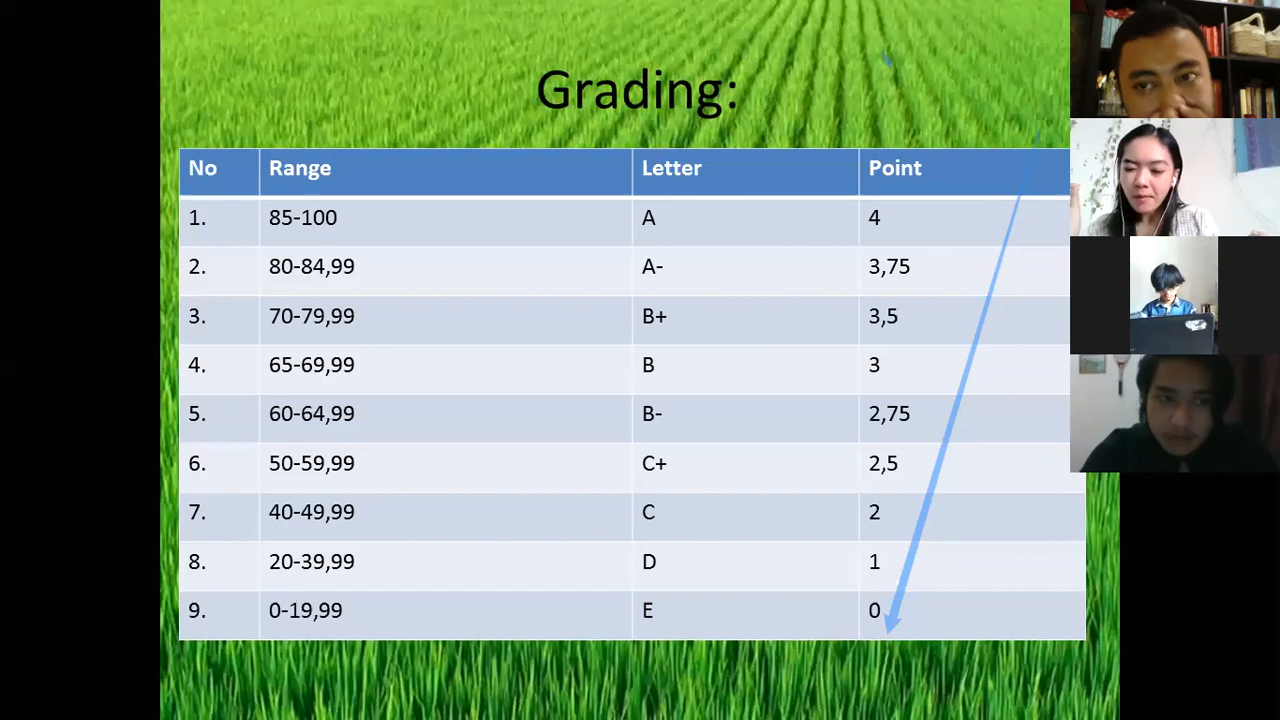 Grading:
No Range Letter Point
1. 85-100 A 4
2. 80-84,99 A- 3,75
3. 70-79,99 B+ 3,5
4. 65-69,99 B 3
5. 60-64,99 B- 2,75
6. 50-59,99 C+ 2,5
7. 40-49,99 C 2
8. 20-39,99 D 1
9. 0-19,99 E 0